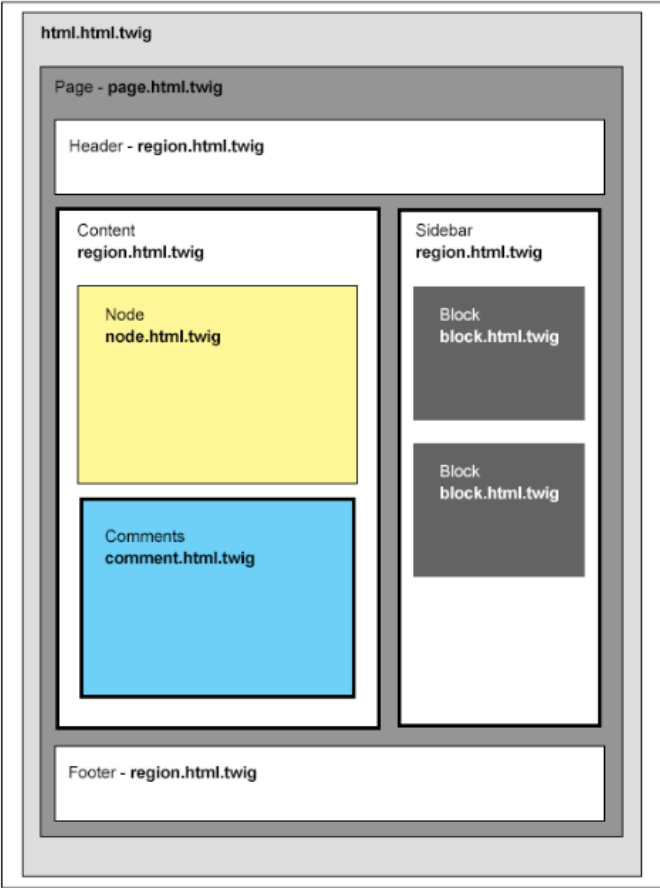 html.html.twig
Page - page.html.twig
Header - region.html.twig
Content
region.html.twig
Node
node.html.twig
Comments
comment.html.twig
Sidebar
region.html.twig
Block
block.html.twig
Block
block.html.twig
Footer - region.html.twig